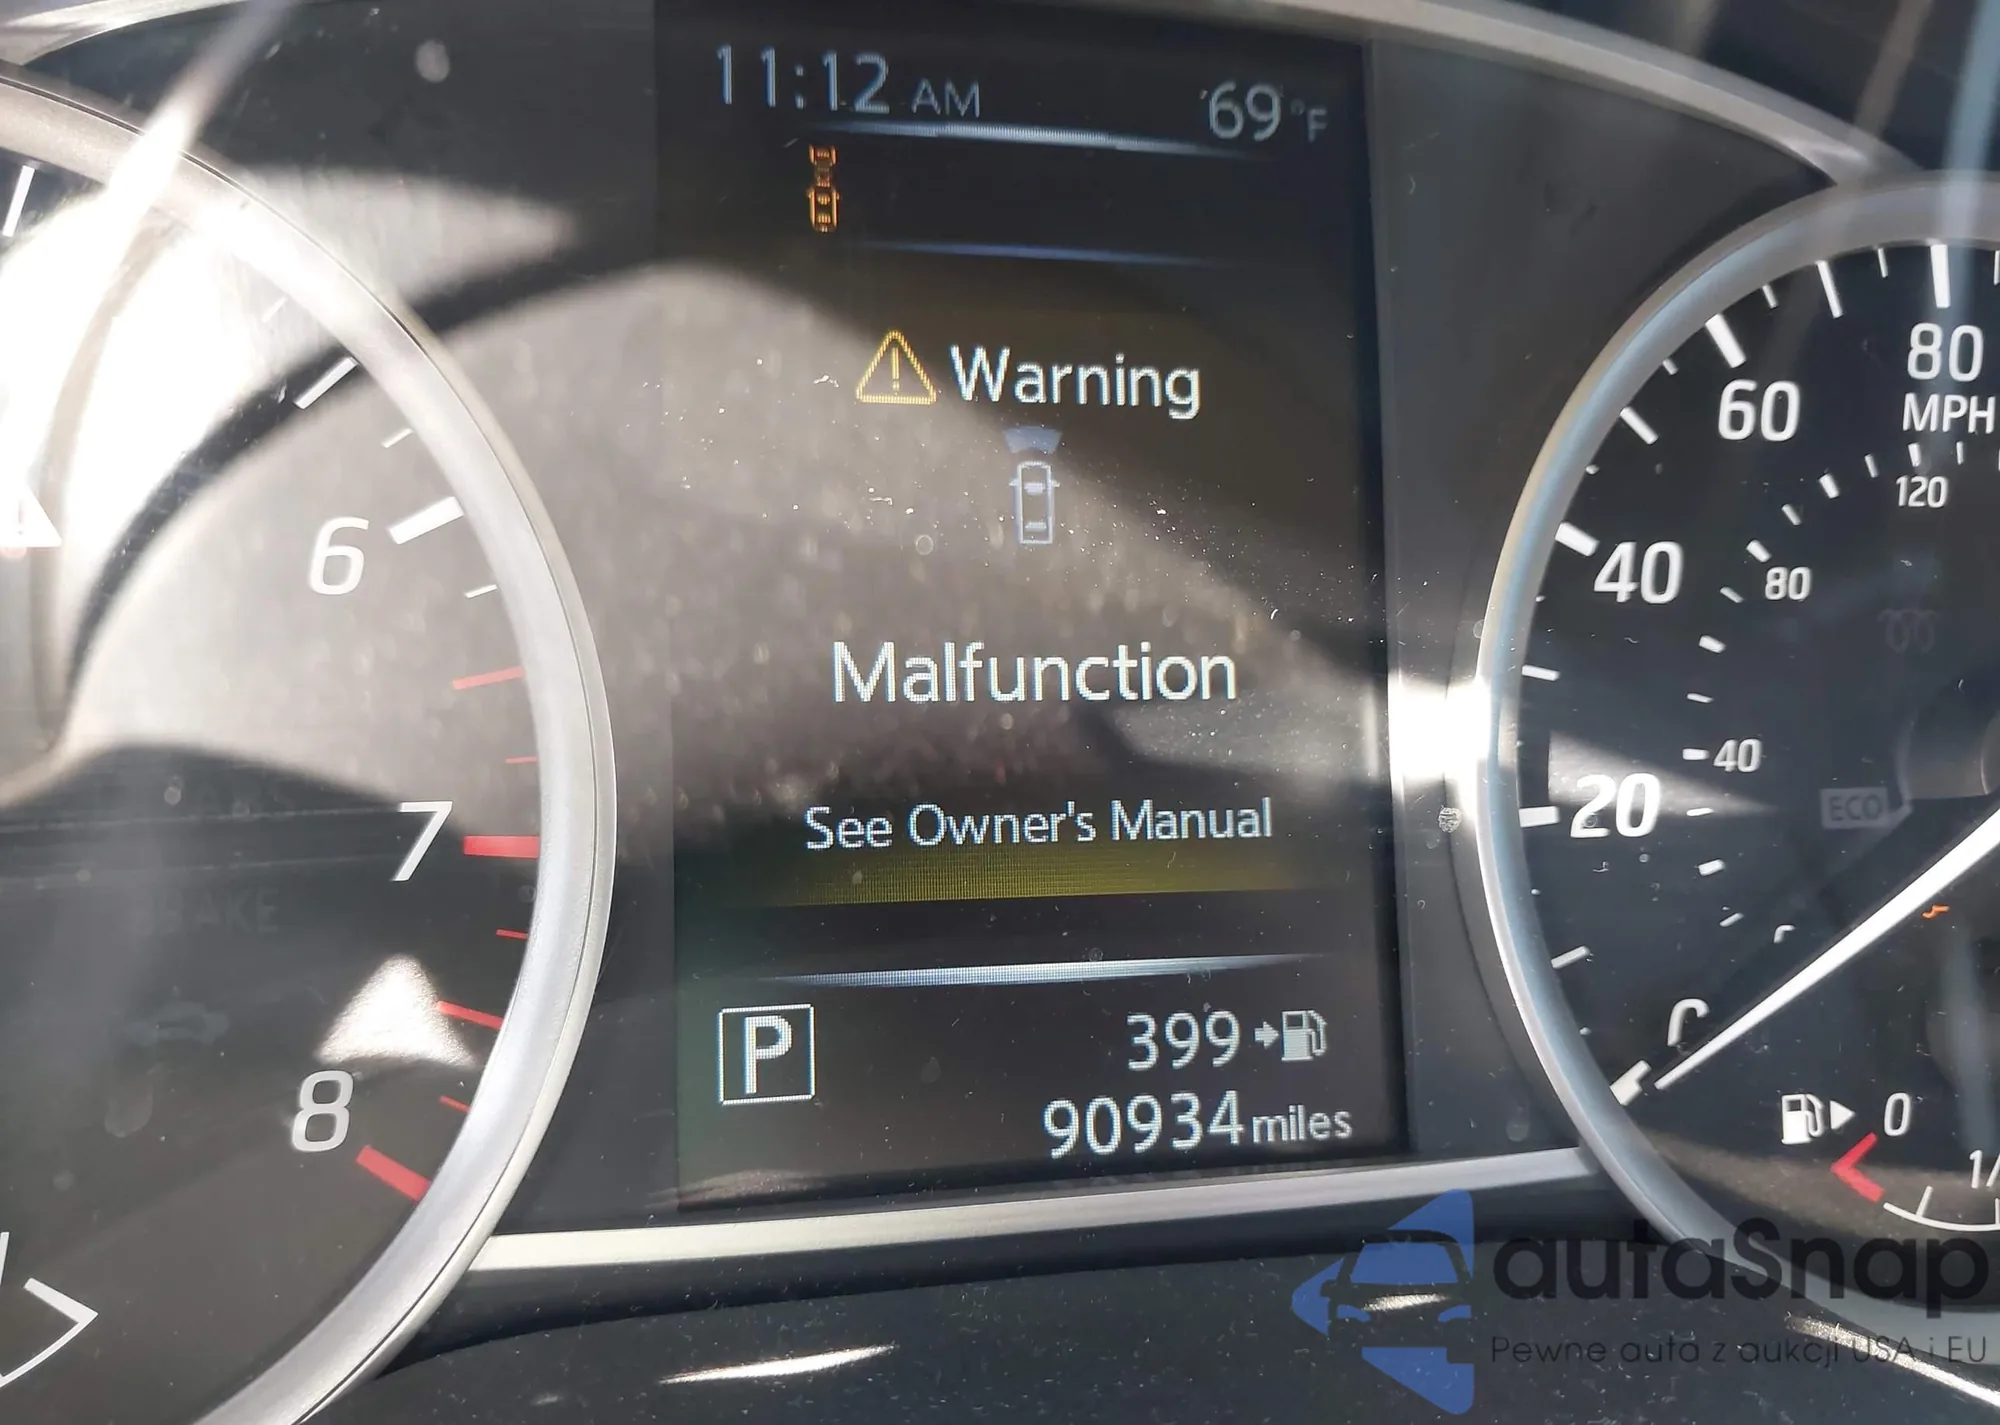 11:12 AM 69°F
Warning
Malfunction
See Owner's Manual
P
399
90934 miles
6
7
8
80
MPH
60
40
20
120
80
40
ECO
0
BRAKE
autaSnap
Pewne auta z aukcji USA i EU